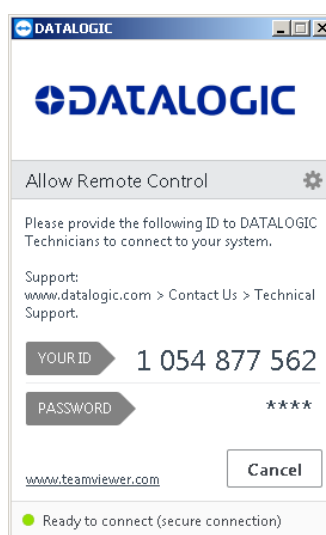 DATALOGIC
DATALOGIC
Allow Remote Control
Please provide the following ID to DATALOGIC
Technicians to connect to your system.
Support:
www.datalogic.com > Contact Us > Technical
Support.
YOUR ID 1 054 877 562
PASSWORD ****
www.teamviewer.com Cancel
Ready to connect (secure connection)